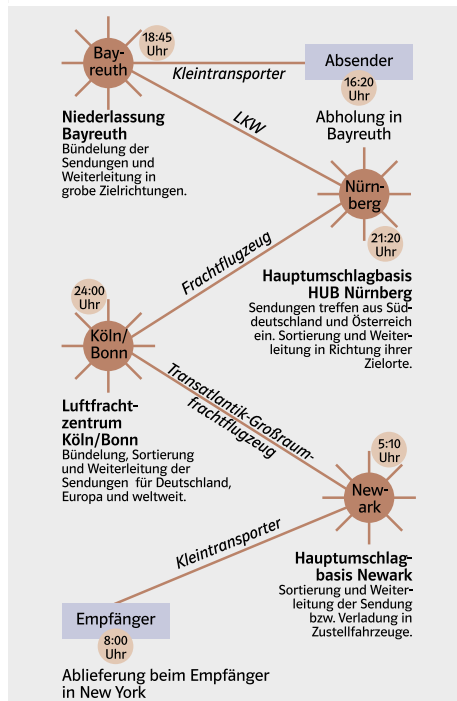 18:45
Uhr
Bay-
reuth
Kleintransporter
Absender
16:20
Uhr
Abholung in
Bayreuth
Niederlassung
Bayreuth
Bündelung der
Sendungen und
Weiterleitung in
grobe Zielrichtungen.
LKW
Nürn-
berg
21:20
Uhr
Frachtflugzeug
Hauptumschlagbasis
HUB Nürnberg
Sendungen treffen aus Süd-
deutschland und Österreich
ein. Sortierung und Weiter-
leitung in Richtung ihrer
Zielorte.
24:00
Uhr
Köln/
Bonn
Transatlantik-Großraum-
frachtflugzeug
Luftfracht-
zentrum
Köln/Bonn
Bündelung, Sortierung
und Weiterleitung der
Sendungen für Deutschland,
Europa und weltweit.
5:10
Uhr
New-
ark
Kleintransporter
Hauptumschlag-
basis Newark
Sortierung und Weiter-
leitung der Sendung
bzw. Verladung in
Zustellfahrzeuge.
Empfänger
8:00
Uhr
Ablieferung beim Empfänger
in New York